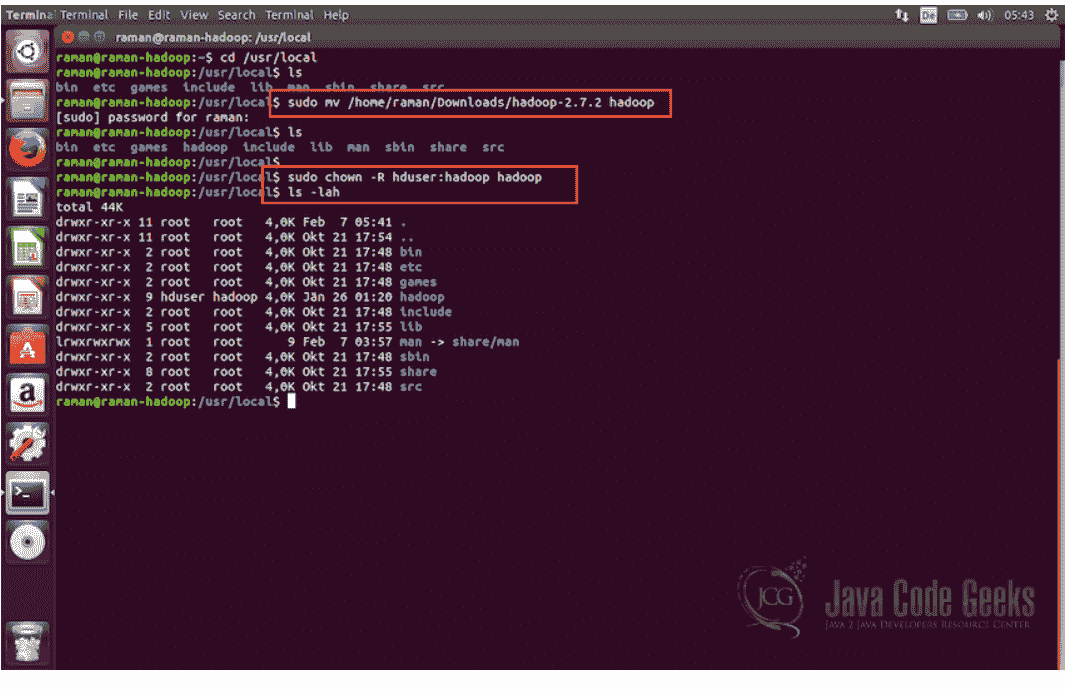 Termina Terminal File Edit View Search Terminal Help De 05:43
raman@raman-hadoop: /usr/local
raman@raman-hadoop:~$ cd /usr/local
raman@raman-hadoop:/usr/local$ ls
bin etc games include lib man sbin share src
raman@raman-hadoop:/usr/local$ sudo mv /home/raman/Downloads/hadoop-2.7.2 hadoop
[sudo] password for raman:
raman@raman-hadoop:/usr/local$ ls
bin etc games hadoop include lib man sbin share src
raman@raman-hadoop:/usr/local$
raman@raman-hadoop:/usr/local$ sudo chown -R hduser:hadoop hadoop
raman@raman-hadoop:/usr/local$ ls -lah
total 44K
drwxr-xr-x 11 root root 4,0K Feb 7 05:41 .
drwxr-xr-x 11 root root 4,0K Okt 21 17:54 ..
drwxr-xr-x 2 root root 4,0K Okt 21 17:48 bin
drwxr-xr-x 2 root root 4,0K Okt 21 17:48 etc
drwxr-xr-x 2 root root 4,0K Okt 21 17:48 games
drwxr-xr-x 9 hduser hadoop 4,0K Jän 26 01:20 hadoop
drwxr-xr-x 2 root root 4,0K Okt 21 17:48 include
drwxr-xr-x 5 root root 4,0K Okt 21 17:55 lib
lrwxrwxrwx 1 root root 9 Feb 7 03:57 man -> share/man
drwxr-xr-x 2 root root 4,0K Okt 21 17:48 sbin
drwxr-xr-x 8 root root 4,0K Okt 21 17:55 share
drwxr-xr-x 2 root root 4,0K Okt 21 17:48 src
raman@raman-hadoop:/usr/local$
JCG
Java Code Geeks
JAVA 2 JAVA DEVELOPERS RESOURCE CENTER